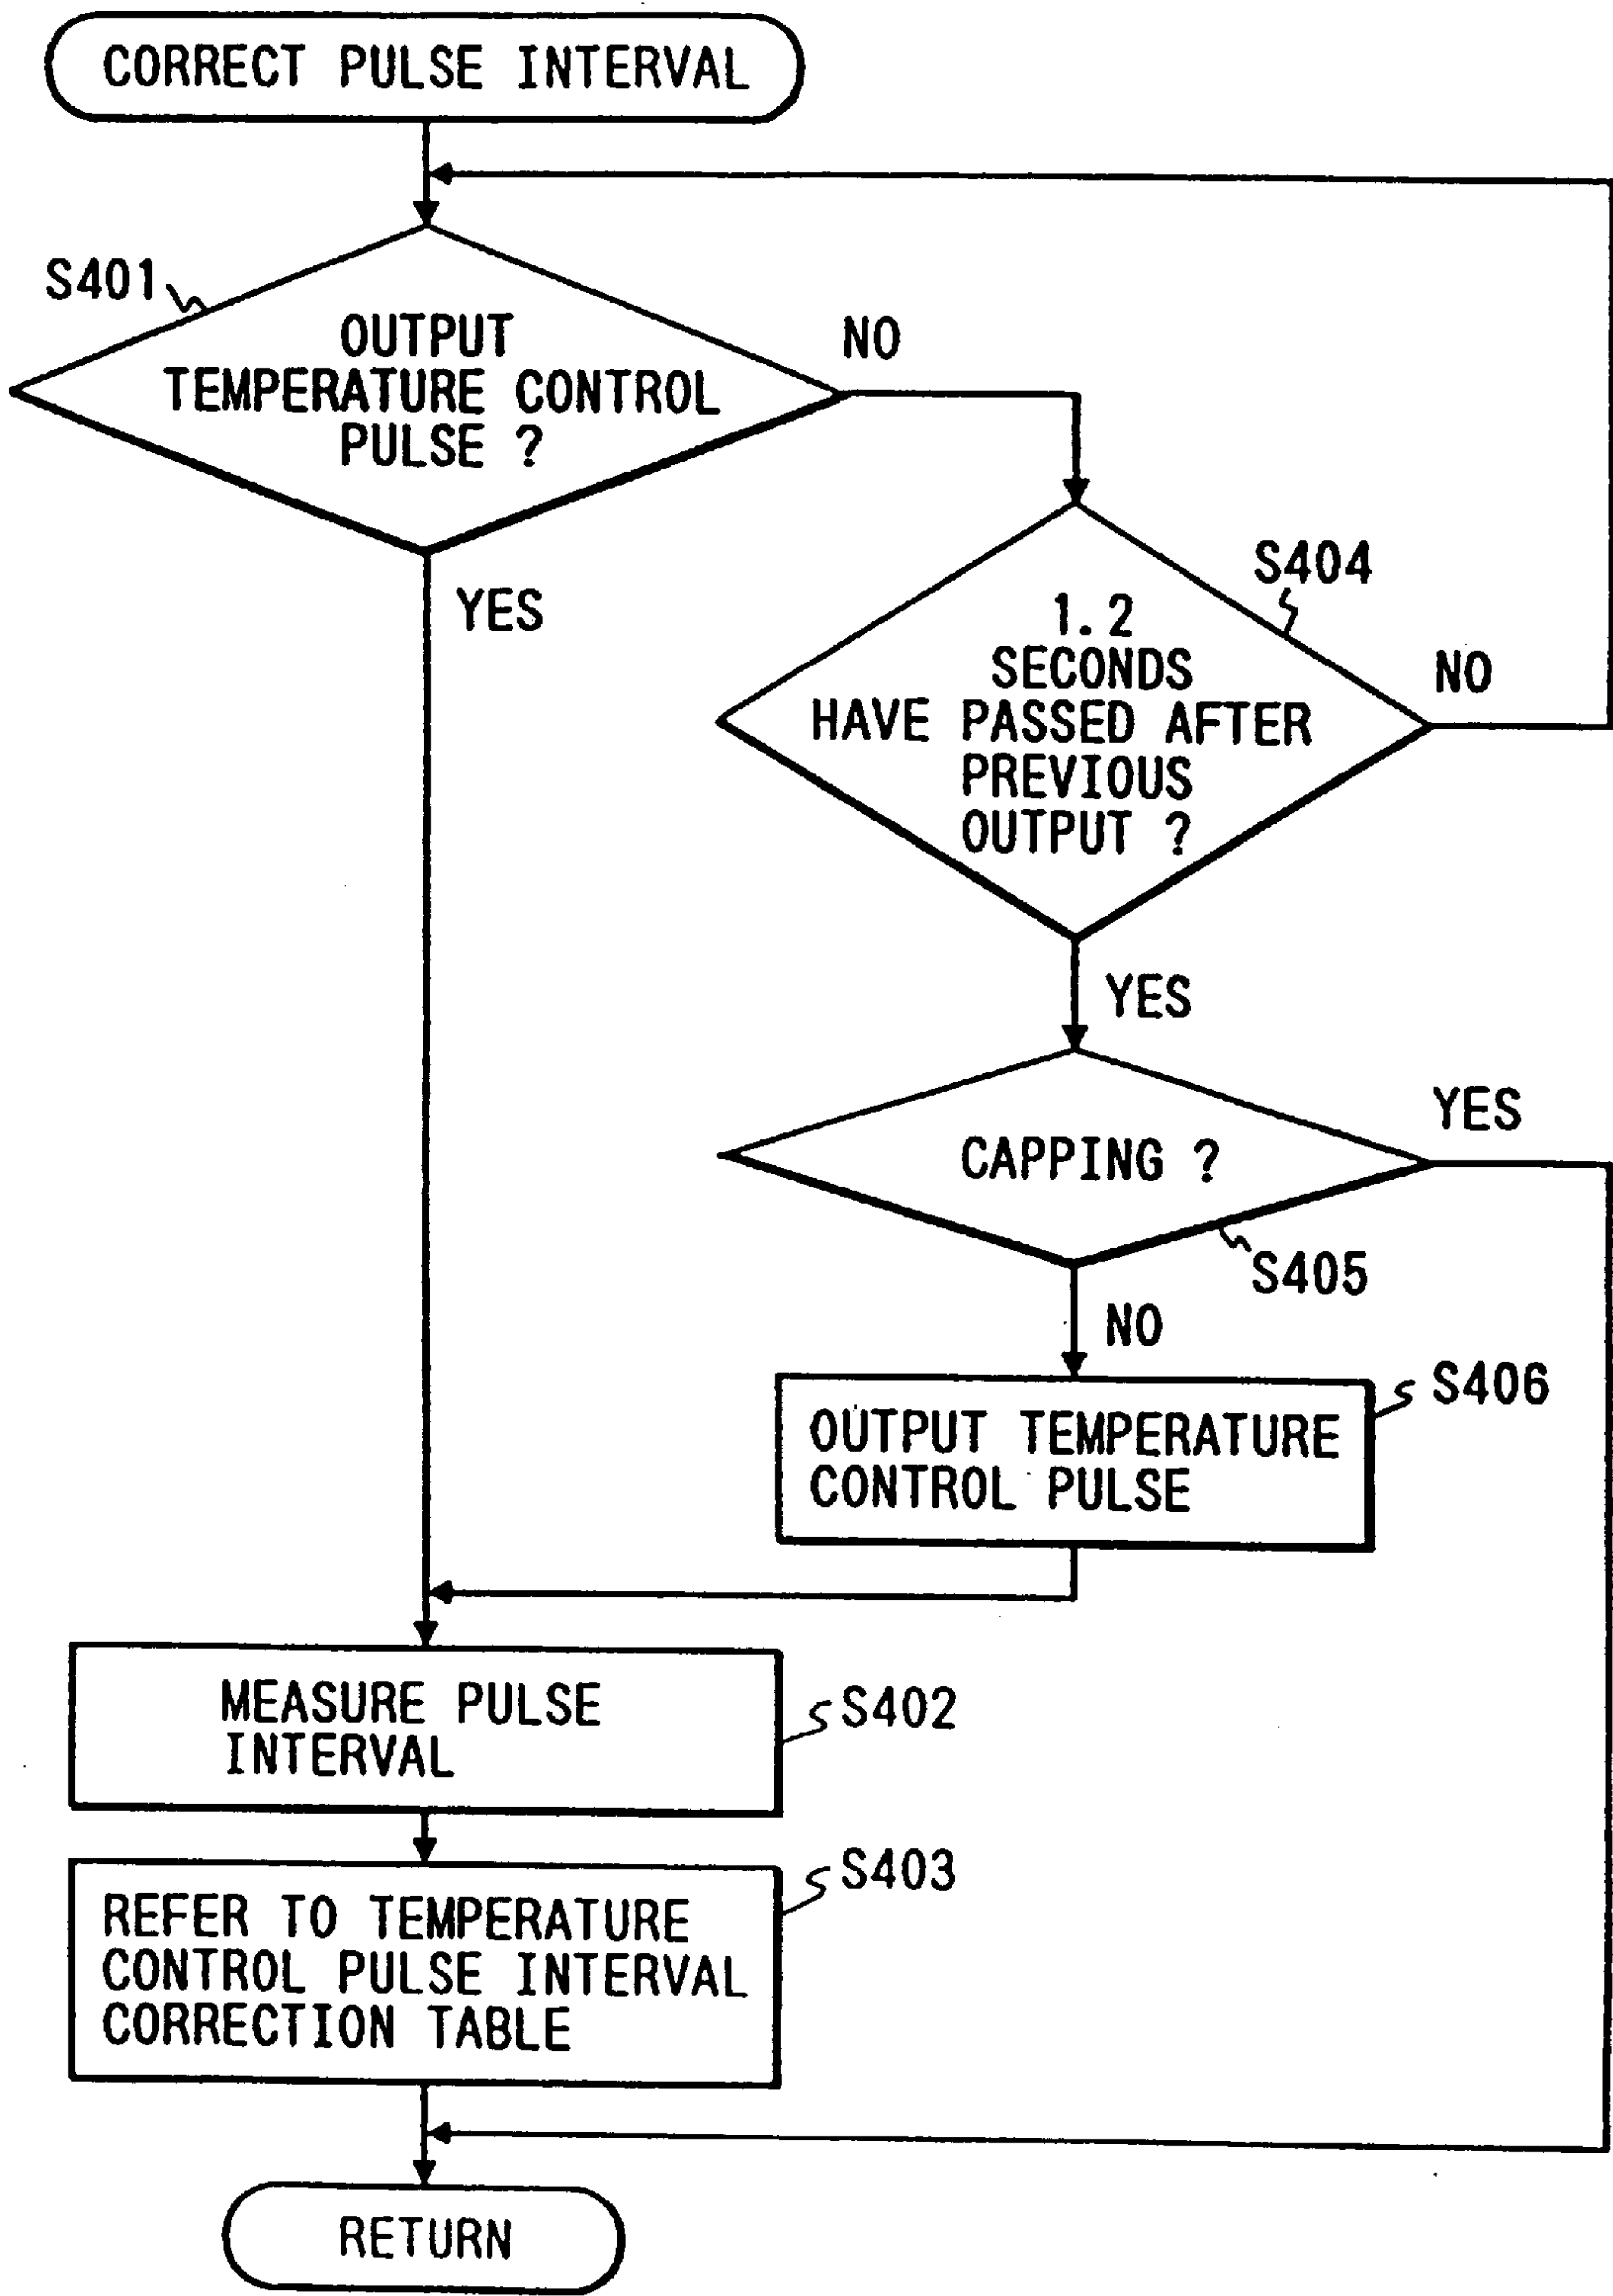 CORRECT PULSE INTERVAL
S401
OUTPUT
TEMPERATURE CONTROL
PULSE ?
NO
YES
S404
1.2
SECONDS
HAVE PASSED AFTER
PREVIOUS
OUTPUT ?
NO
YES
CAPPING ?
YES
S405
NO
S406
OUTPUT TEMPERATURE
CONTROL PULSE
MEASURE PULSE
INTERVAL
S402
REFER TO TEMPERATURE
CONTROL PULSE INTERVAL
CORRECTION TABLE
S403
RETURN